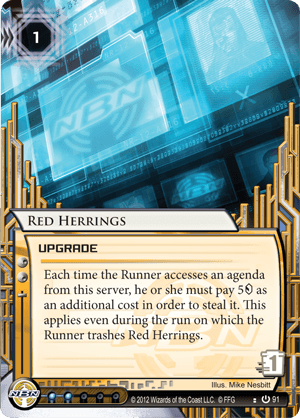 1
NBN
RED HERRINGS
UPGRADE
Each time the Runner accesses an agenda
from this server, he or she must pay 5 as
an additional cost in order to steal it. This
applies even during the run on which the
Runner trashes Red Herrings.
1
Illus. Mike Nesbitt
NBN
© 2012 Wizards of the Coast LLC. © FFG
91